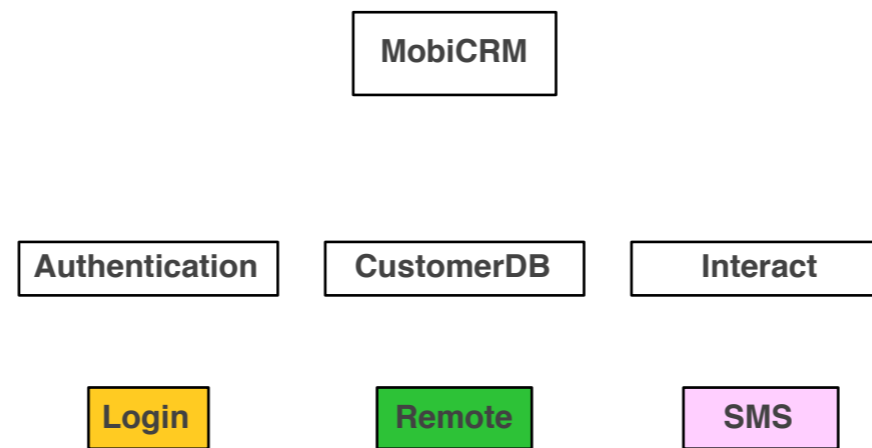 MobiCRM
Authentication
CustomerDB
Interact
Login
Remote
SMS